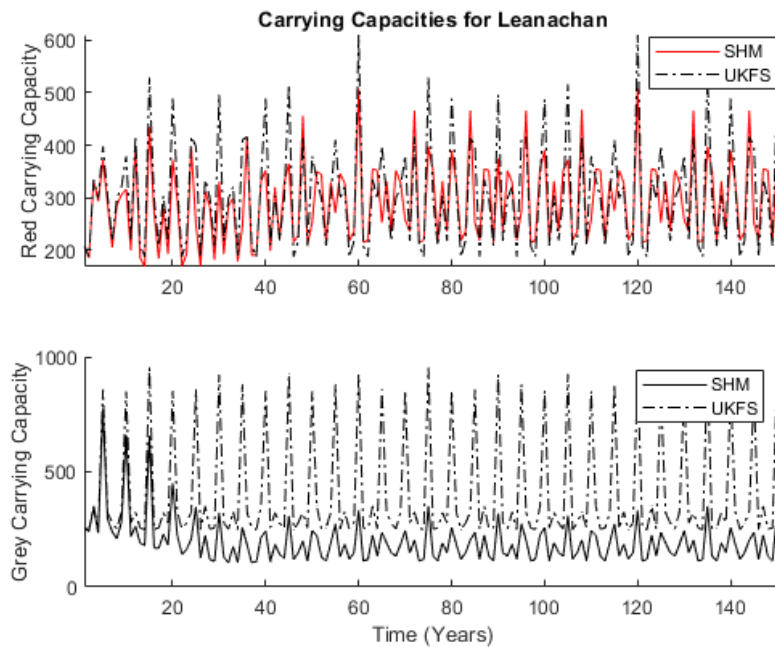 Carrying Capacities for Leanachan
600
500
400
300
200
Red Carrying Capacity
SHM
UKFS
20 40 60 80 100 120 140
1000
500
0
Grey Carrying Capacity
SHM
UKFS
20 40 60 80 100 120 140
Time (Years)